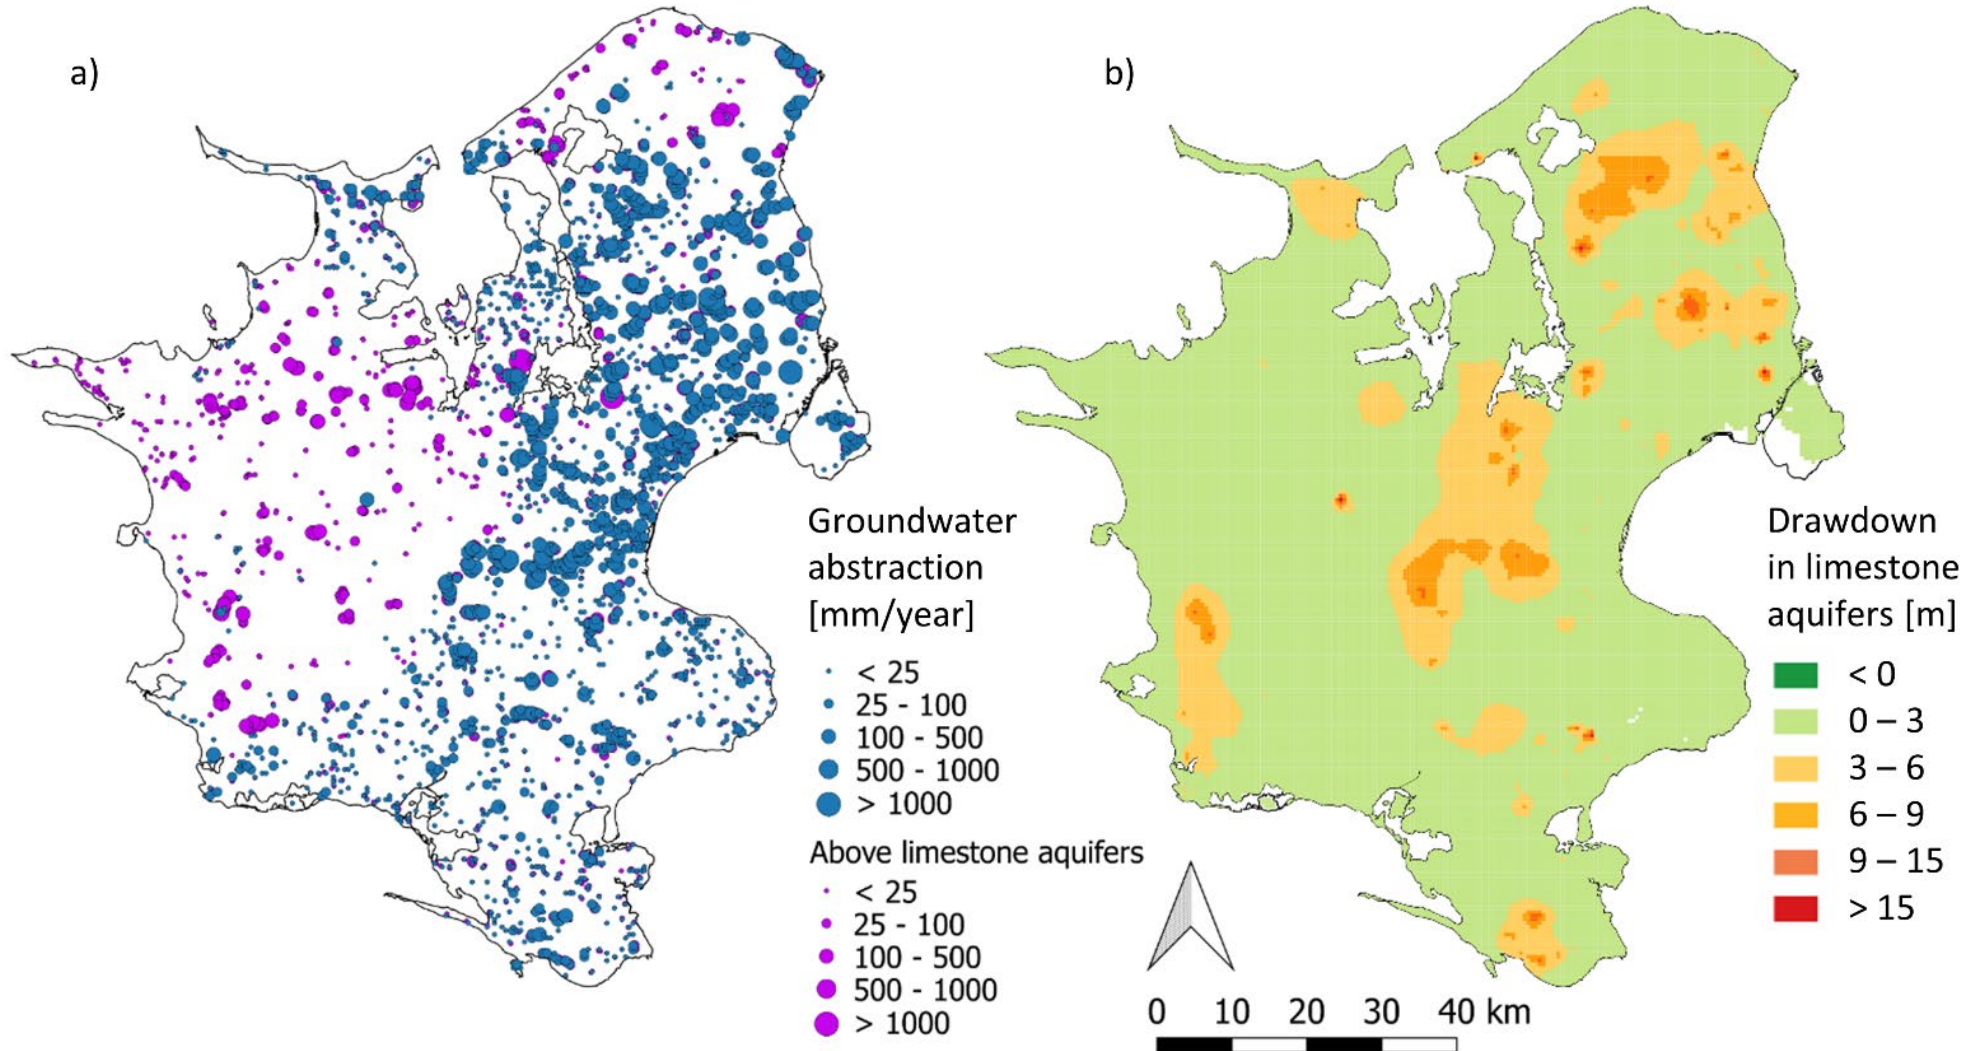 a)
b)
Groundwater
abstraction
[mm/year]
< 25
25 - 100
100 - 500
500 - 1000
> 1000
Above limestone aquifers
< 25
25 - 100
100 - 500
500 - 1000
> 1000
Drawdown
in limestone
aquifers [m]
< 0
0 – 3
3 – 6
6 – 9
9 – 15
> 15
0 10 20 30 40 km